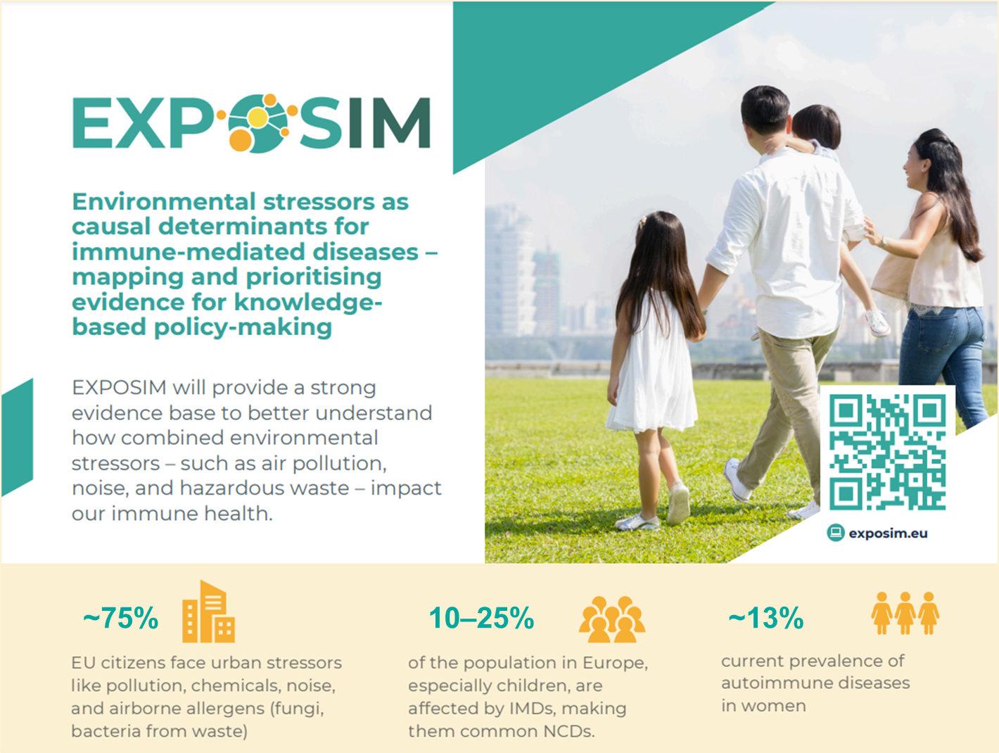 EXPOSIM
Environmental stressors as
causal determinants for
immune-mediated diseases –
mapping and prioritising
evidence for knowledge-
based policy-making
EXPOSIM will provide a strong
evidence base to better understand
how combined environmental
stressors – such as air pollution,
noise, and hazardous waste – impact
our immune health.
exposim.eu
~75%
EU citizens face urban stressors
like pollution, chemicals, noise,
and airborne allergens (fungi,
bacteria from waste)
10–25%
of the population in Europe,
especially children, are
affected by IMDs, making
them common NCDs.
~13%
current prevalence of
autoimmune diseases
in women